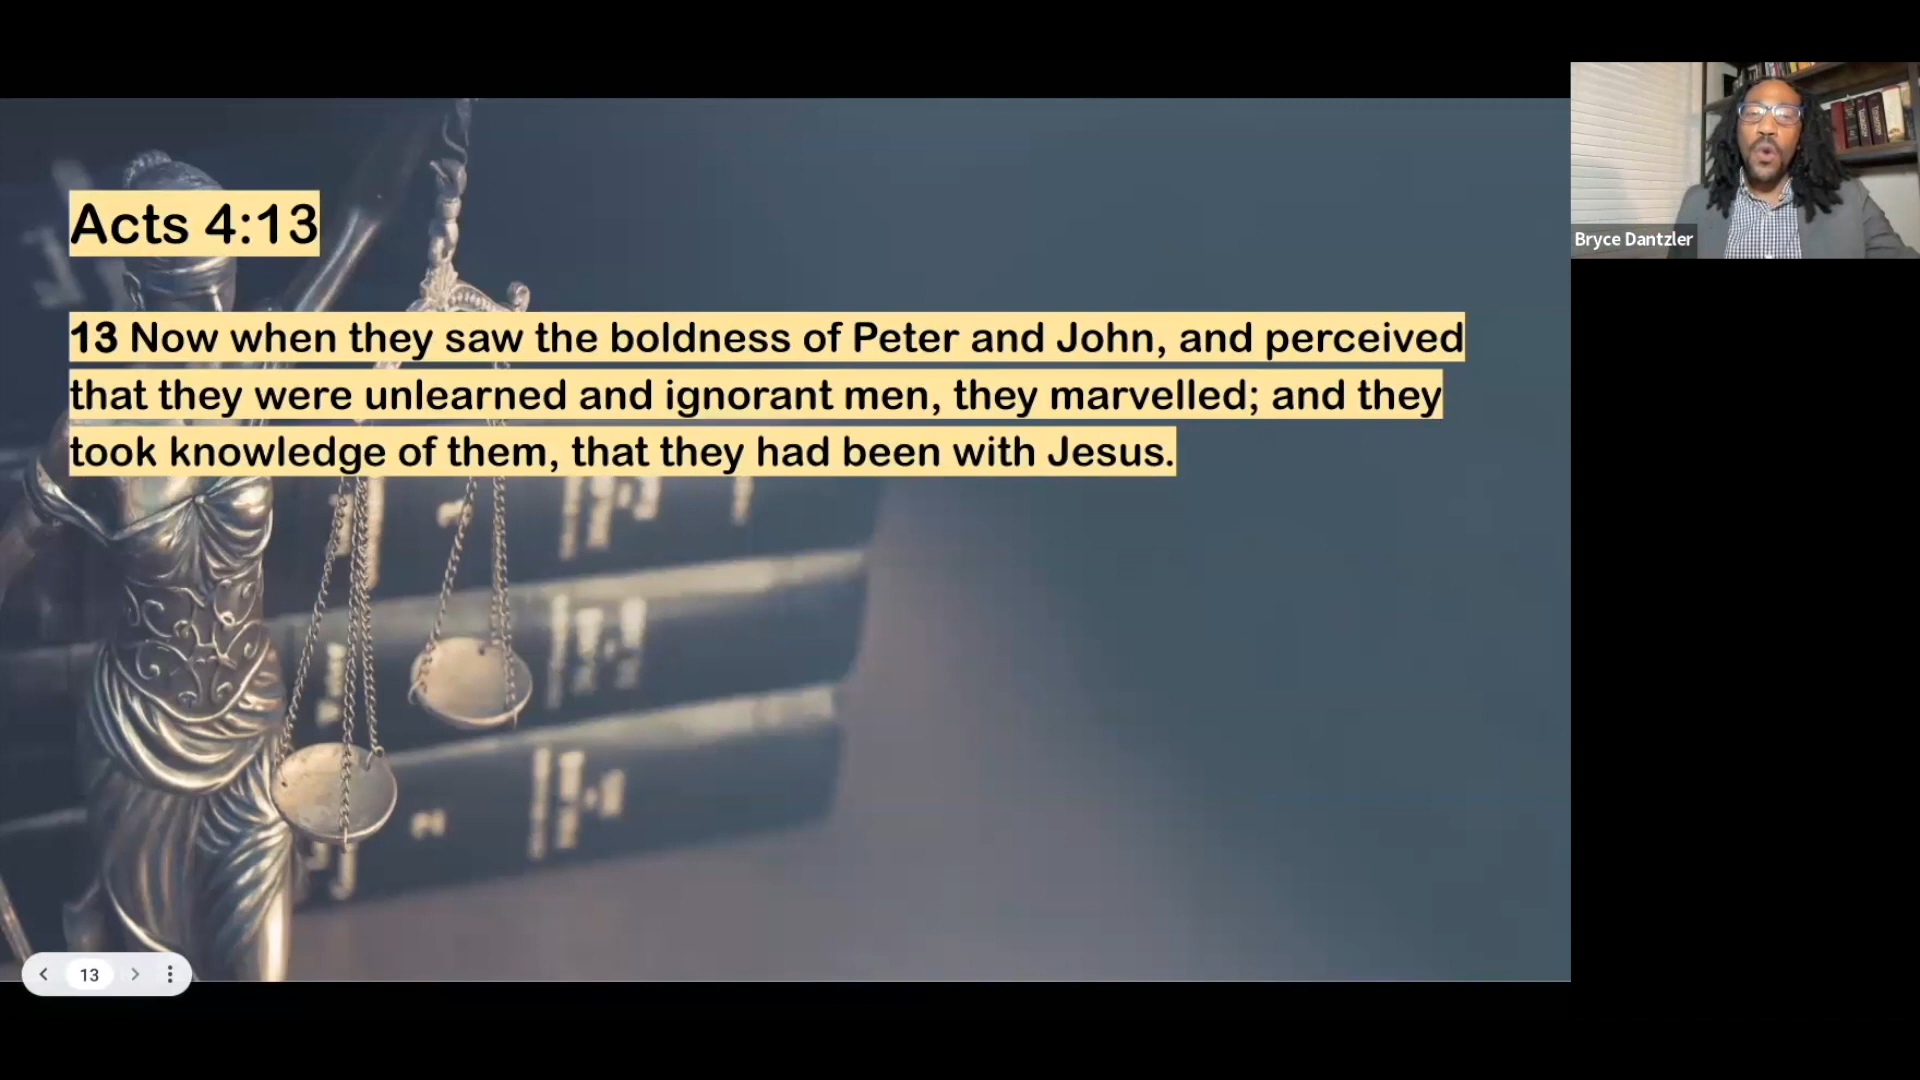 Acts 4:13
13 Now when they saw the boldness of Peter and John, and perceived
that they were unlearned and ignorant men, they marvelled; and they
took knowledge of them, that they had been with Jesus.
Bryce Dantzler
13